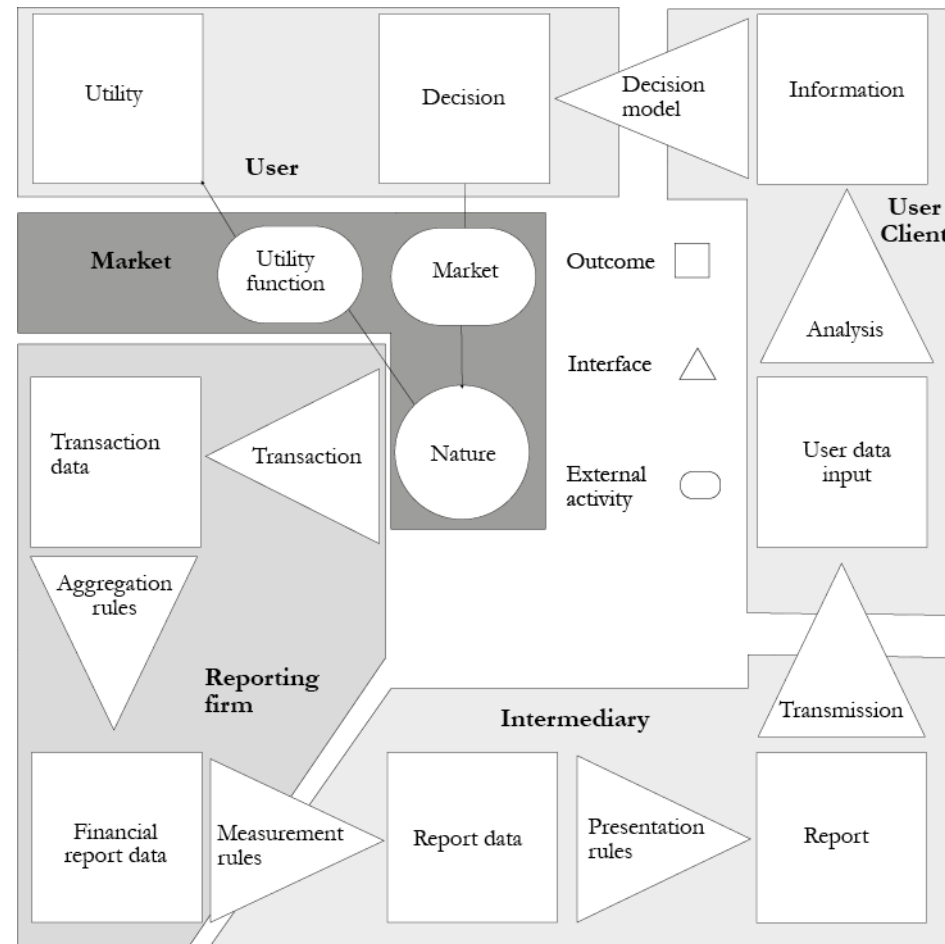 Utility
Decision
Decision
model
Information
User
User
Client
Market
Utility
function
Market
Outcome
Interface
Analysis
Transaction
data
Transaction
Nature
External
activity
User data
input
Aggregation
rules
Reporting
firm
Intermediary
Transmission
Financial
report data
Measurement
rules
Report data
Presentation
rules
Report